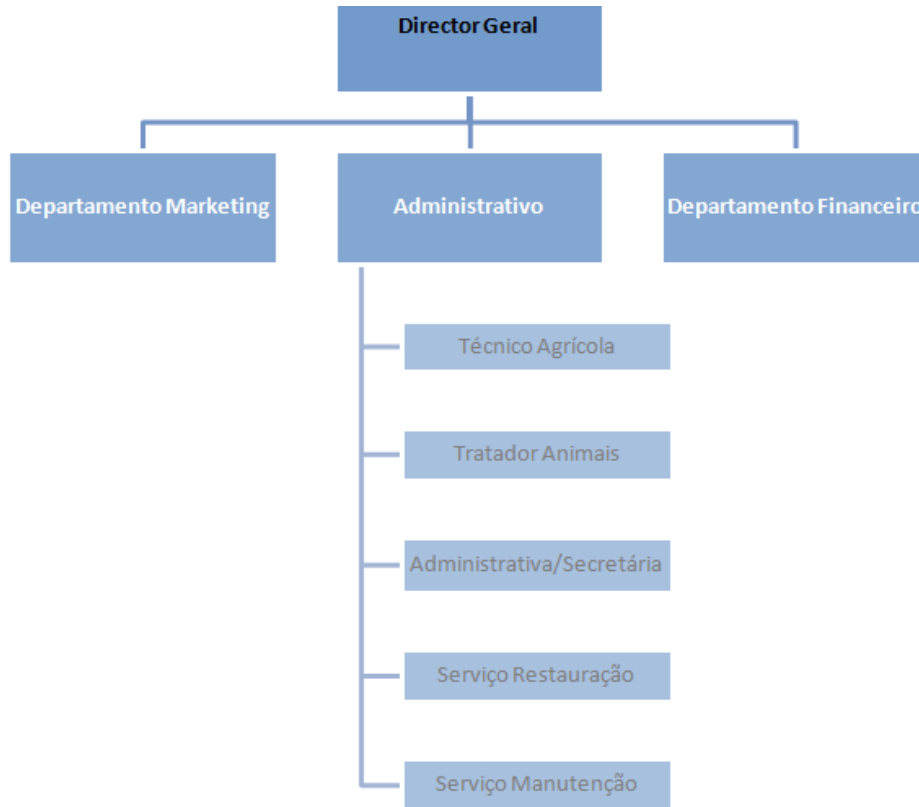 Director Geral
Departamento Marketing
Administrativo
Departamento Financeiro
Técnico Agrícola
Tratador Animais
Administrativa/Secretária
Serviço Restauração
Serviço Manutenção